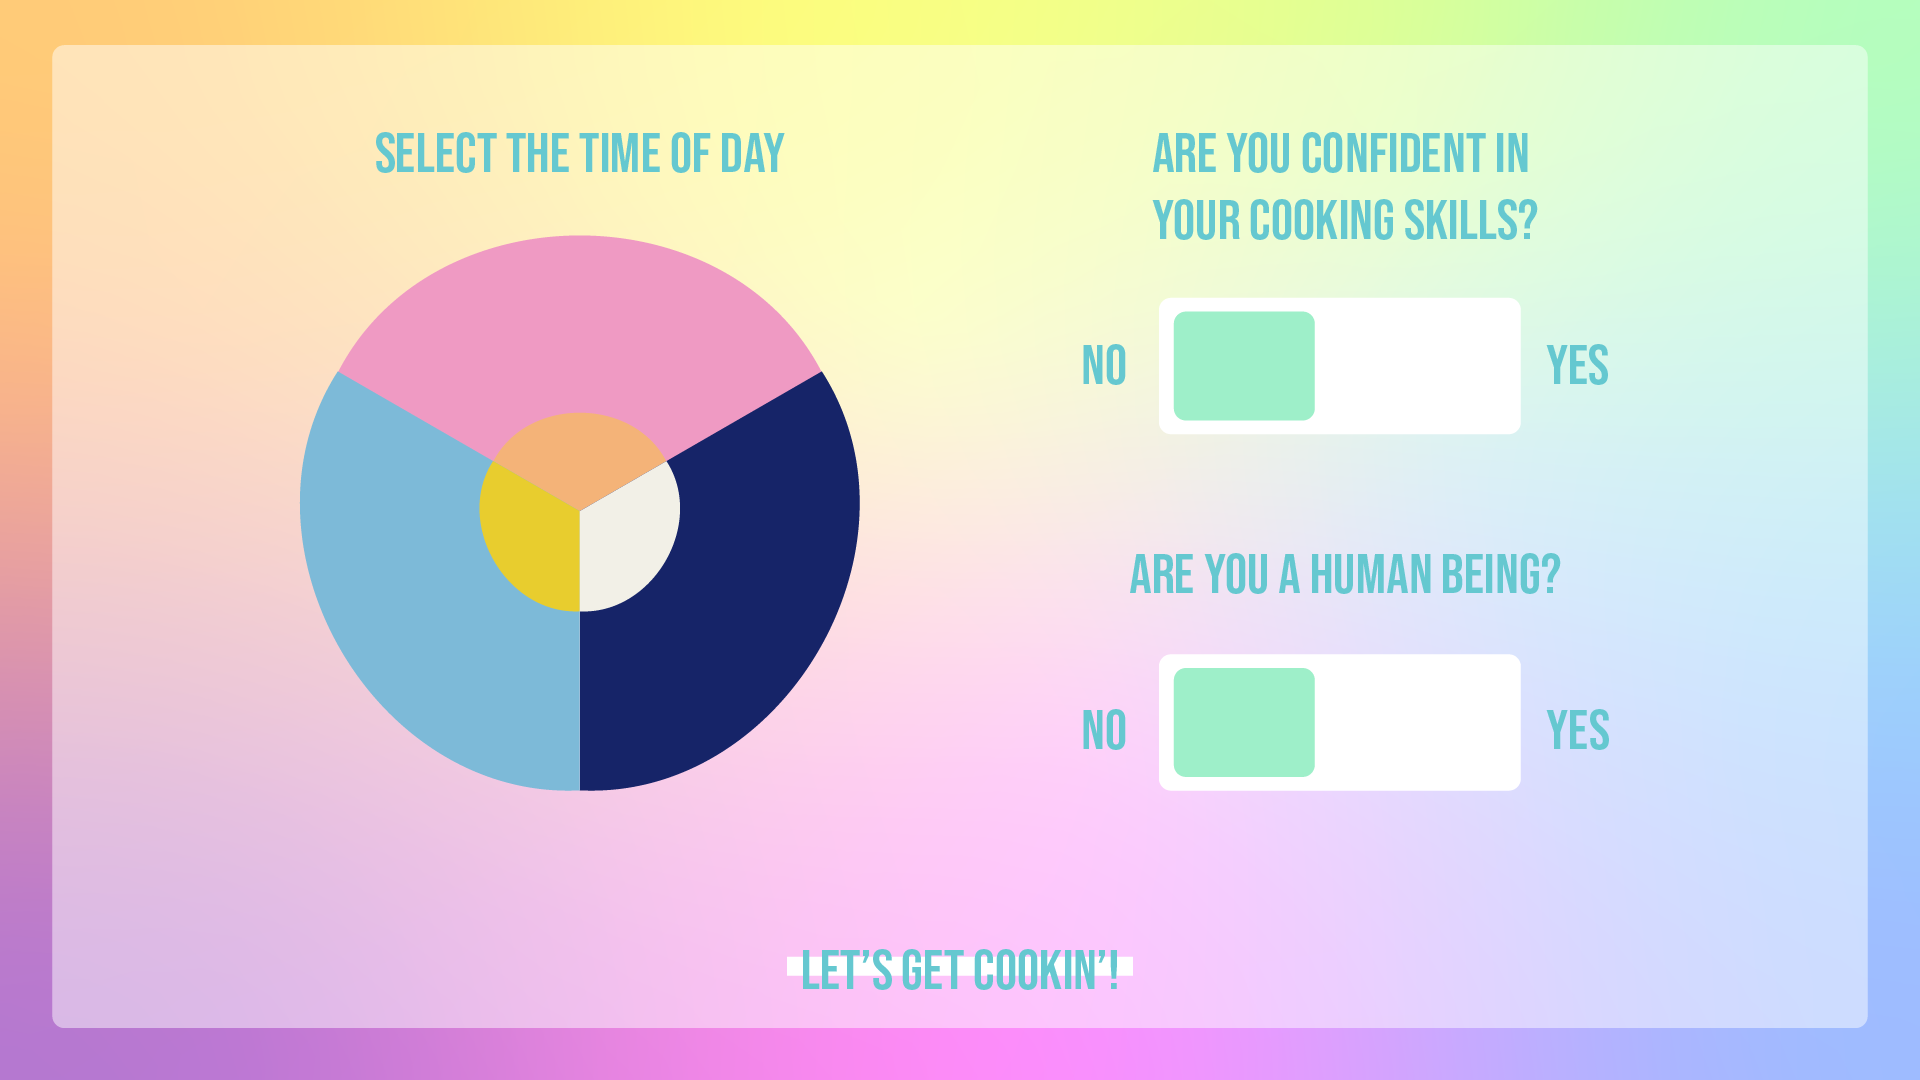 SELECT THE TIME OF DAY
ARE YOU CONFIDENT IN
YOUR COOKING SKILLS?
NO
YES
ARE YOU A HUMAN BEING?
NO
YES
LET’S GET COOKIN’!